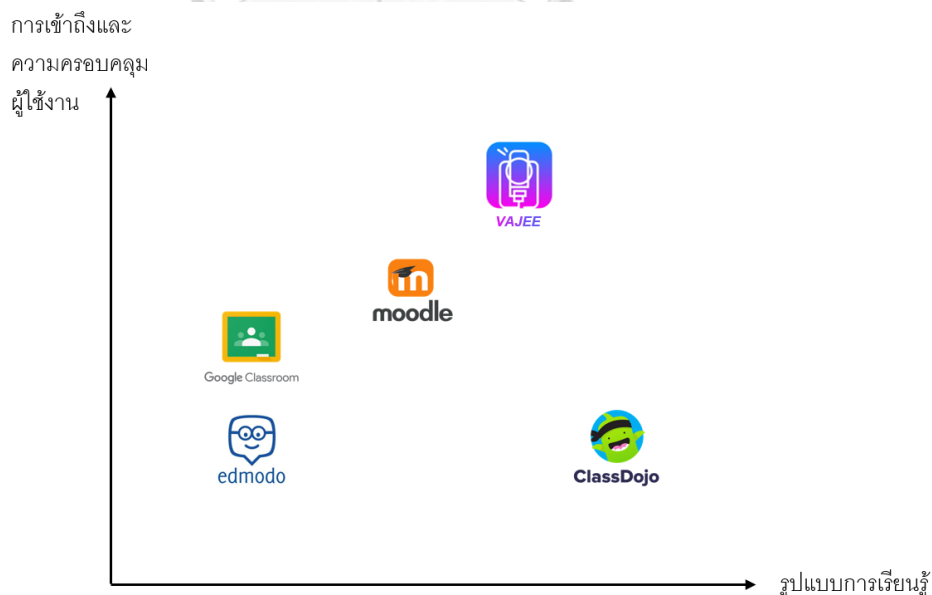 การเข้าถึงและ
ความครอบคลุม
ผู้ใช้งาน
VAJEE
moodle
Google Classroom
edmodo
ClassDojo
รูปแบบการเรียนรู้